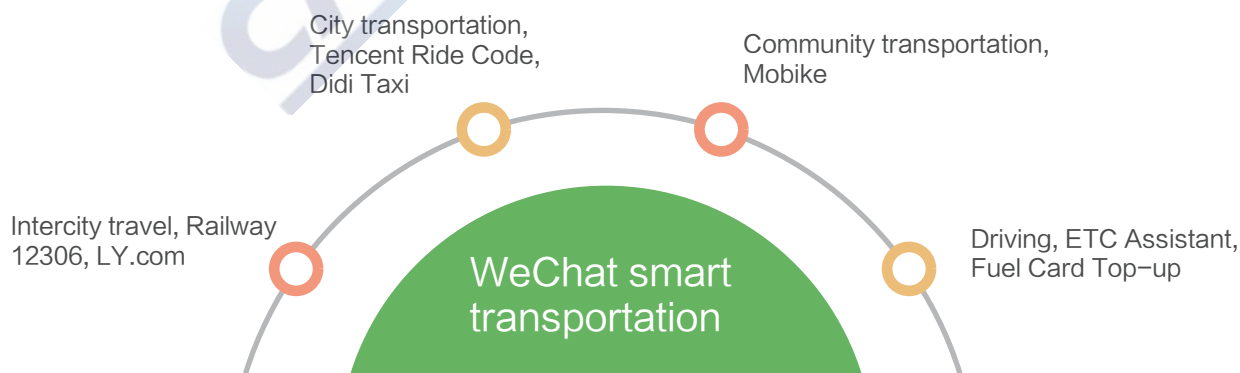 City transportation,
Tencent Ride Code,
Didi Taxi
Community transportation,
Mobike
Intercity travel, Railway
12306, LY.com
Driving, ETC Assistant,
Fuel Card Top-up
WeChat smart
transportation